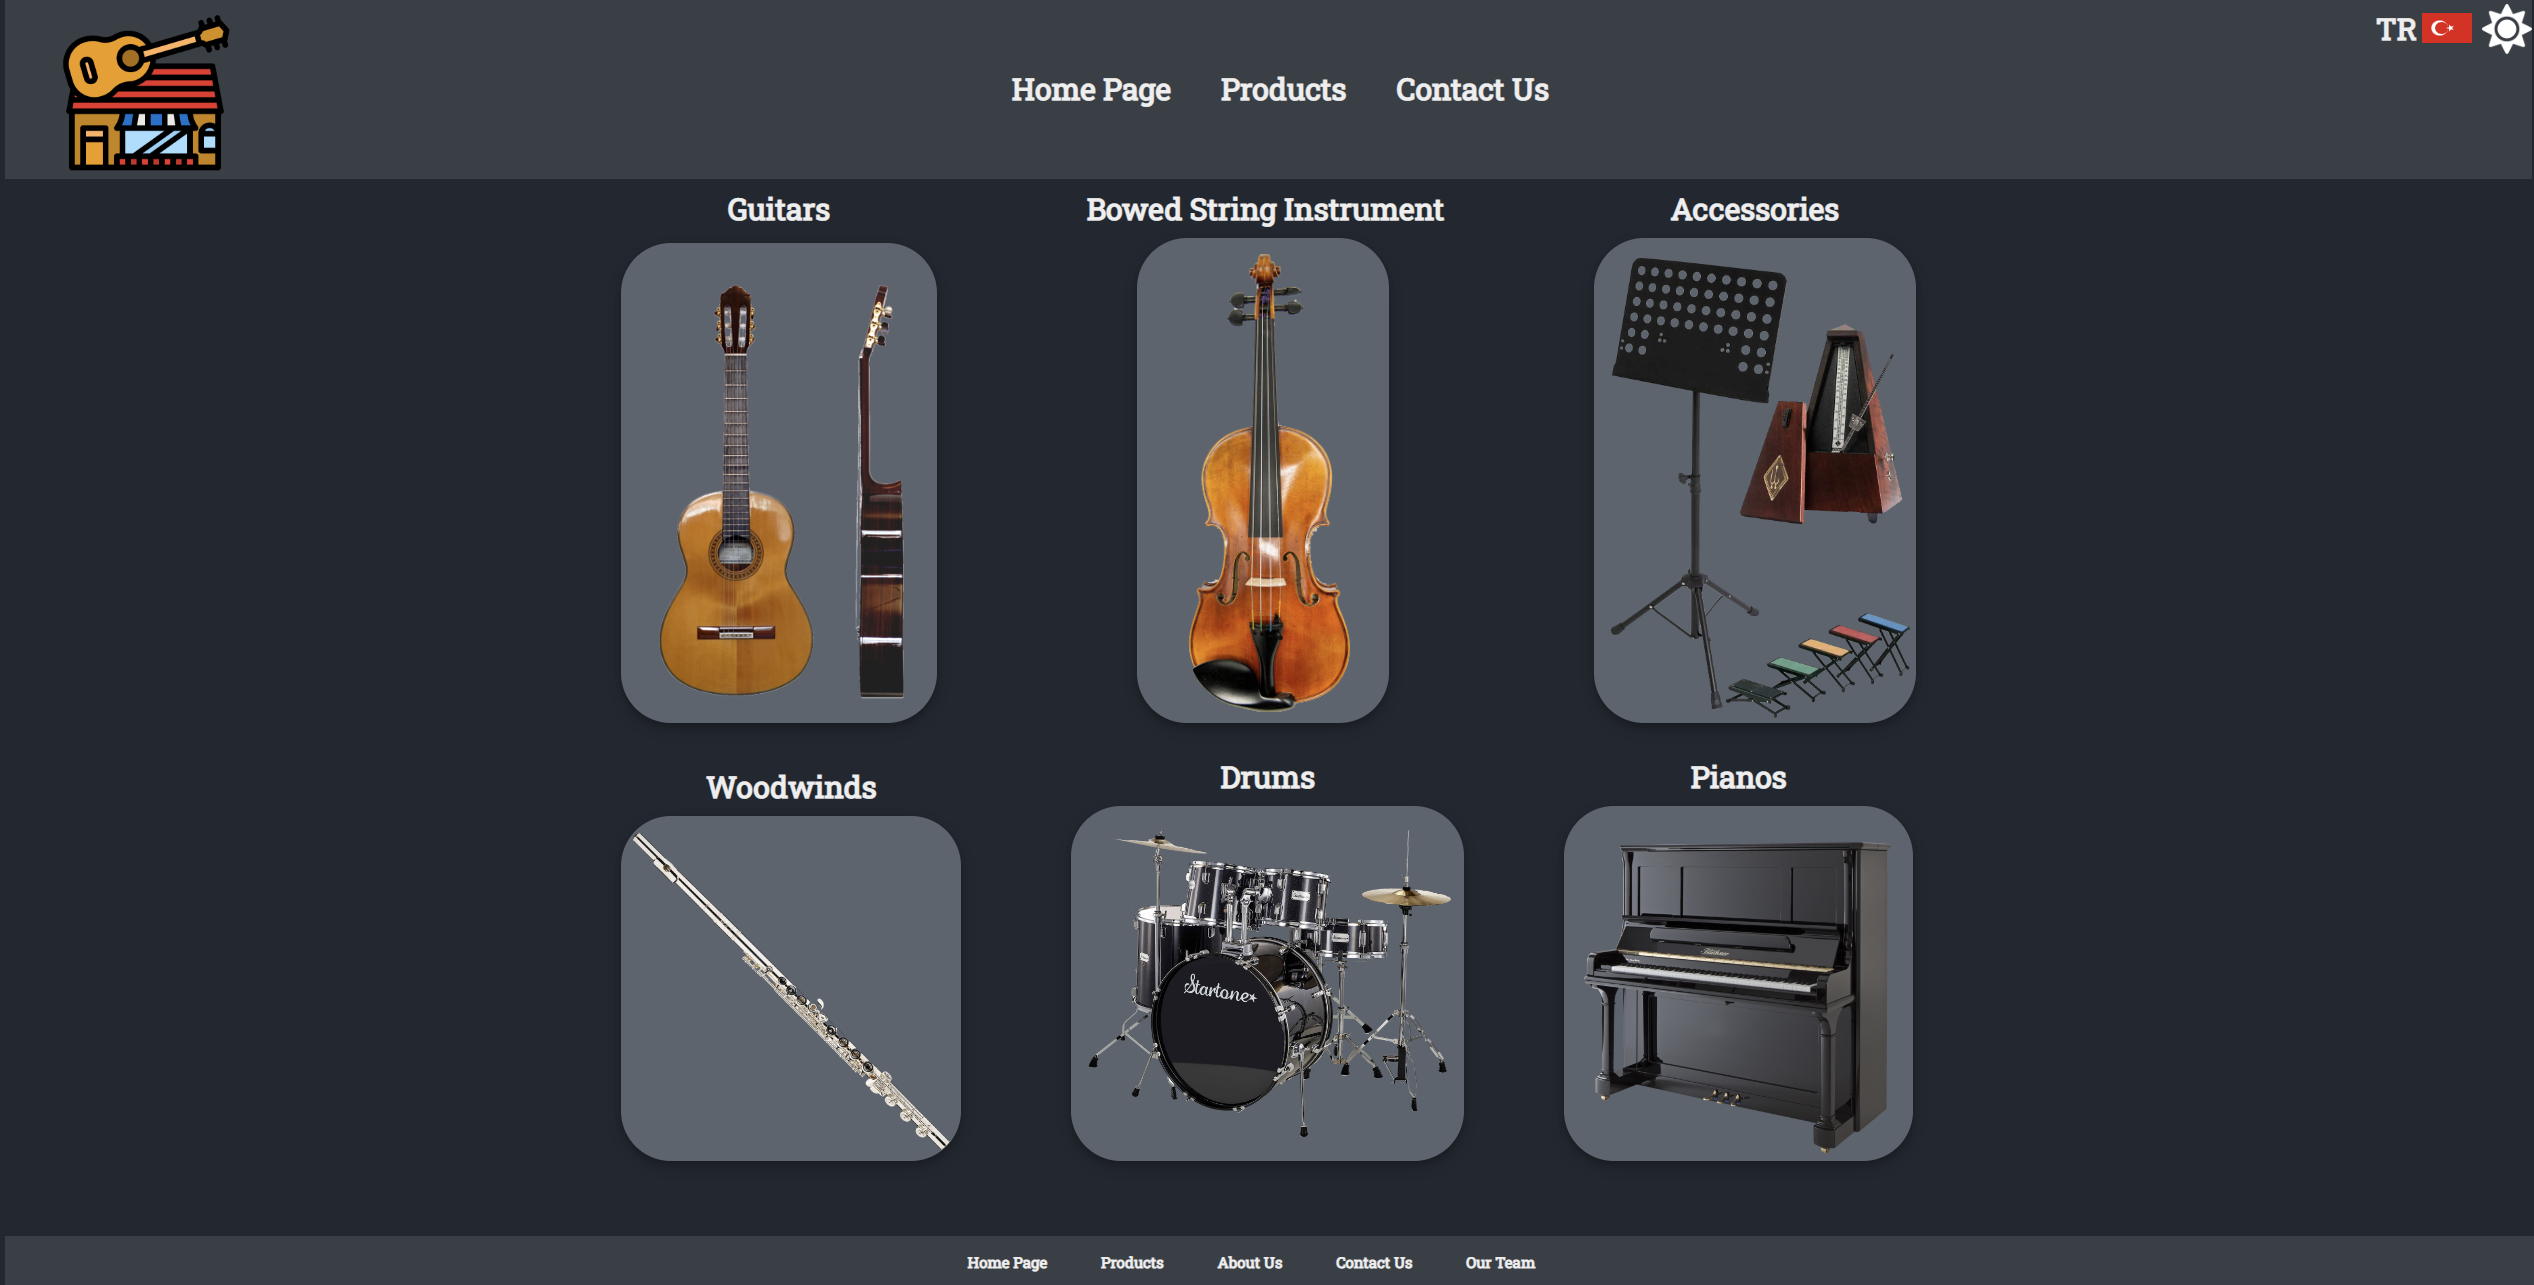 TR
Home Page Products Contact Us
Guitars Bowed String Instrument Accessories
Woodwinds Drums Pianos
Startone
Home Page Products About Us Contact Us Our Team